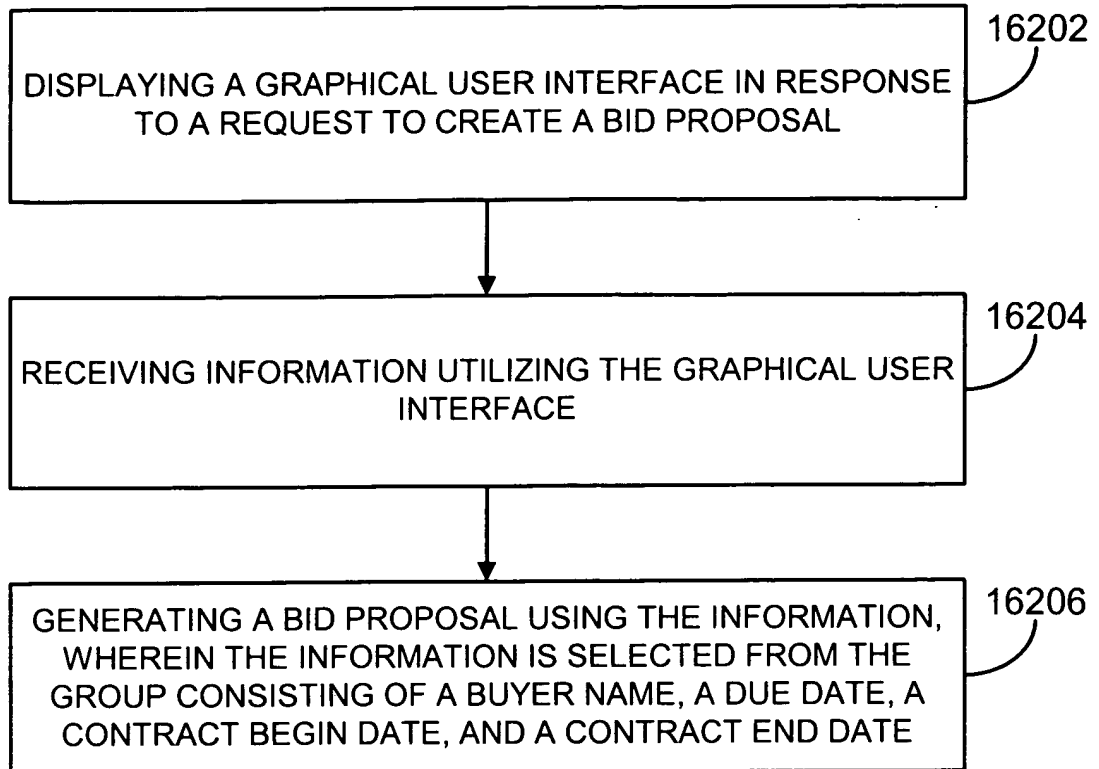 16202
DISPLAYING A GRAPHICAL USER INTERFACE IN RESPONSE
TO A REQUEST TO CREATE A BID PROPOSAL
16204
RECEIVING INFORMATION UTILIZING THE GRAPHICAL USER
INTERFACE
16206
GENERATING A BID PROPOSAL USING THE INFORMATION,
WHEREIN THE INFORMATION IS SELECTED FROM THE
GROUP CONSISTING OF A BUYER NAME, A DUE DATE, A
CONTRACT BEGIN DATE, AND A CONTRACT END DATE